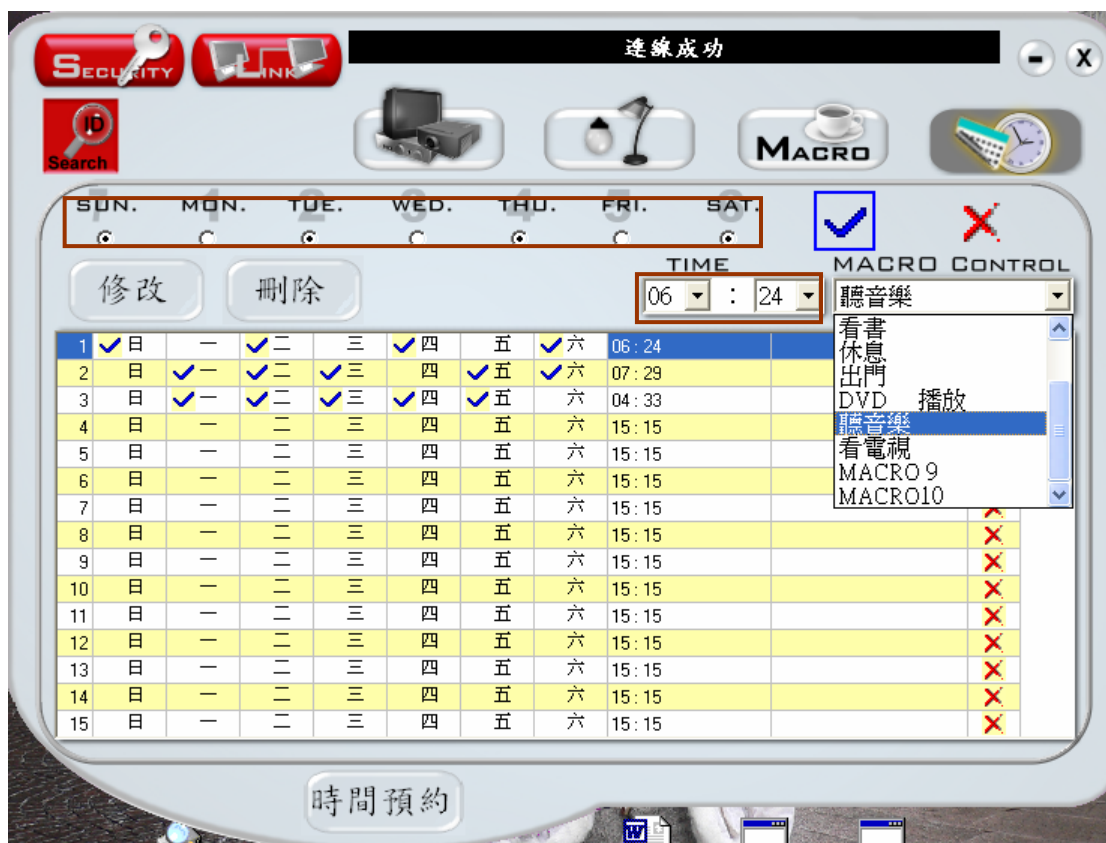 連線成功
SECURITY LINK - X
ID
Search
MACRO
7 1 2 3 4 5 6
SUN. MON. TUE. WED. THU. FRI. SAT.
TIME MACRO CONTROL
修改 刪除 06 : 24 聽音樂
看書
休息
出門
DVD 播放
聽音樂
看電視
MACRO 9
MACRO10
1 日 一 二 三 四 五 六 06 : 24
2 日 一 二 三 四 五 六 07 : 29
3 日 一 二 三 四 五 六 04 : 33
4 日 一 二 三 四 五 六 15 : 15
5 日 一 二 三 四 五 六 15 : 15
6 日 一 二 三 四 五 六 15 : 15
7 日 一 二 三 四 五 六 15 : 15
8 日 一 二 三 四 五 六 15 : 15
9 日 一 二 三 四 五 六 15 : 15
10 日 一 二 三 四 五 六 15 : 15
11 日 一 二 三 四 五 六 15 : 15
12 日 一 二 三 四 五 六 15 : 15
13 日 一 二 三 四 五 六 15 : 15
14 日 一 二 三 四 五 六 15 : 15
15 日 一 二 三 四 五 六 15 : 15
時間預約
W